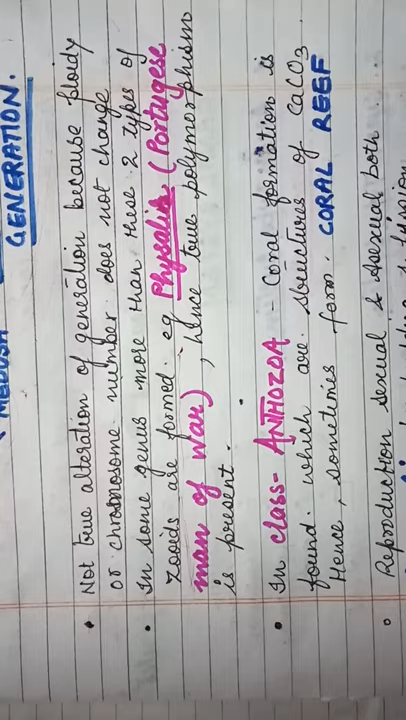 MEDUSA
GENERATION.
• Not true alteration of generation because ploidy
or chromosome number does not change
• In some genus more than these 2 types of
zooids are formed. eg Physalia (Portugese
man of war), hence true polymorphism
is present.
• In class- ANTHOZOA - coral formation is
found. which are structures of CaCO3.
Hence, sometimes form. CORAL REEF
• Reproduction sexual & Asexual both.